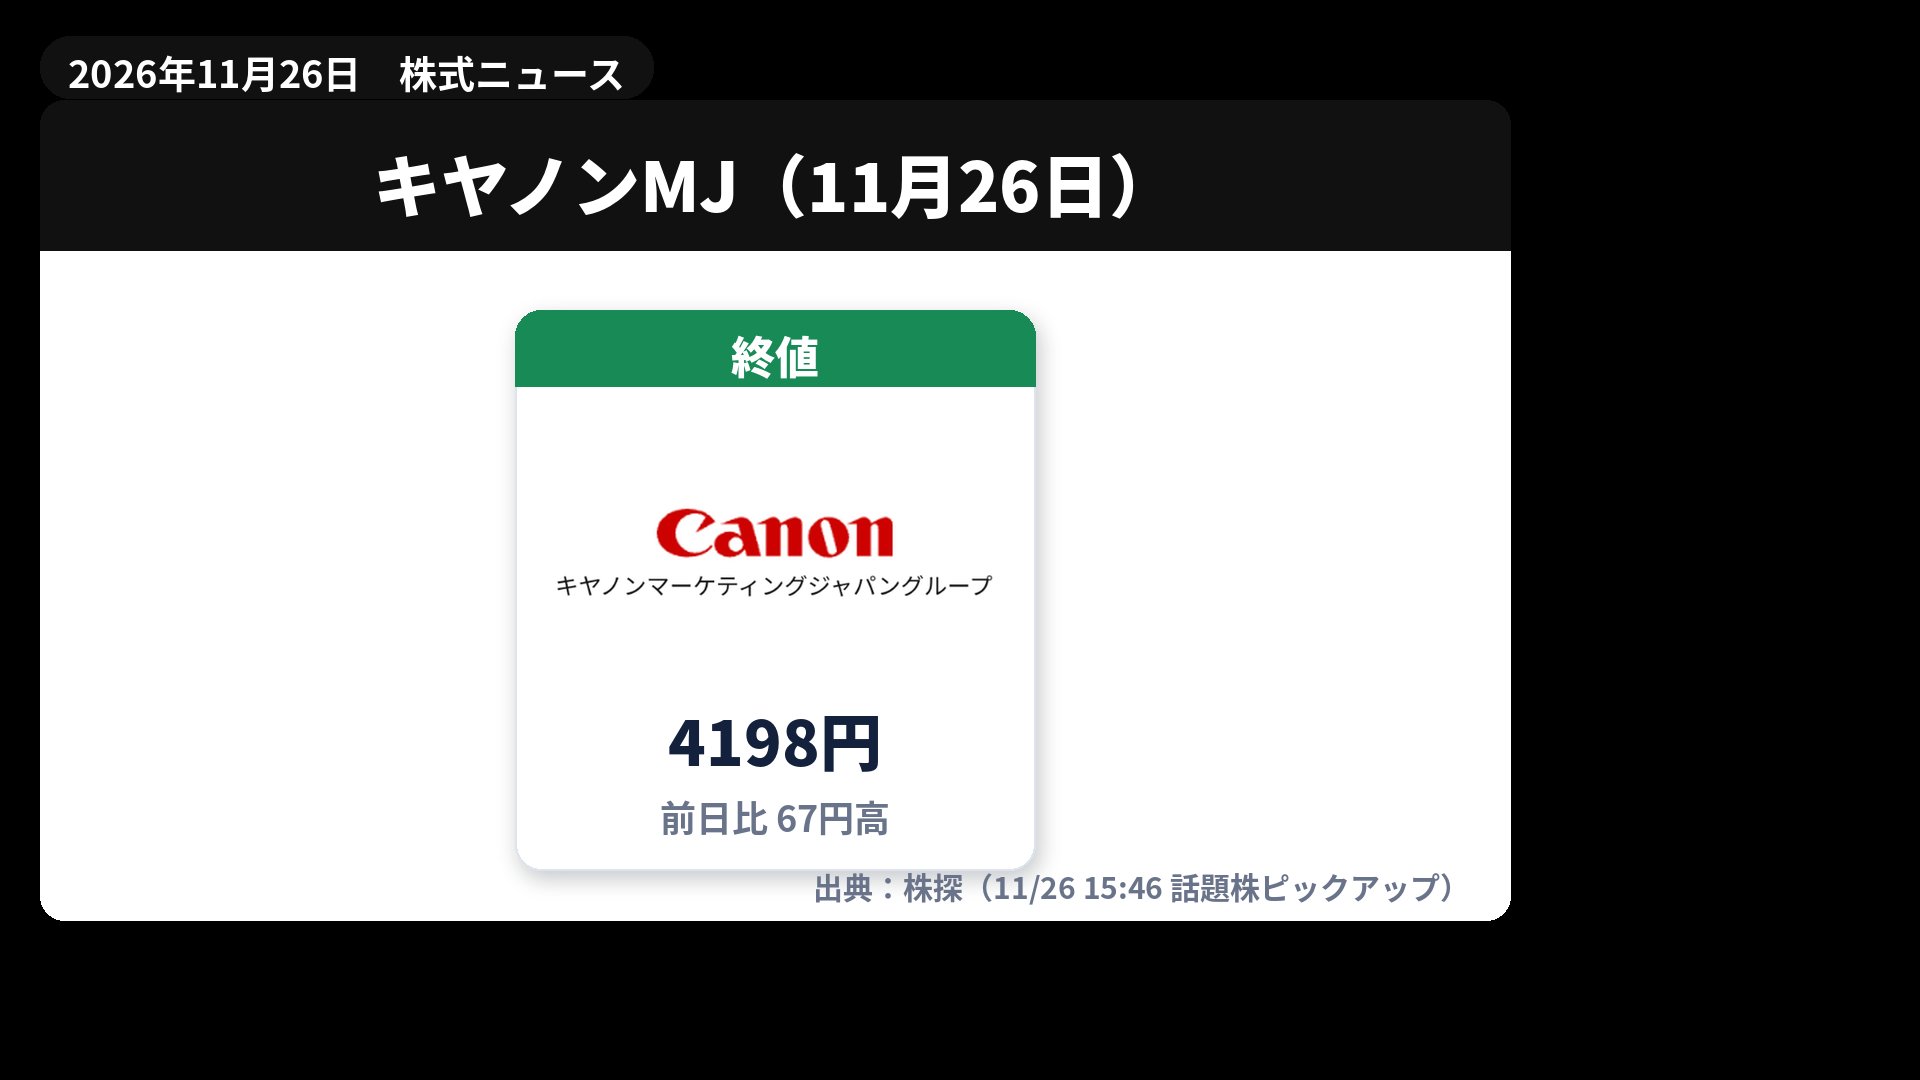 2026年11月26日　株式ニュース
キヤノンMJ（11月26日）
終値
Canon
キヤノンマーケティングジャパングループ
4198円
前日比 67円高
出典：株探（11/26 15:46 話題株ピックアップ）